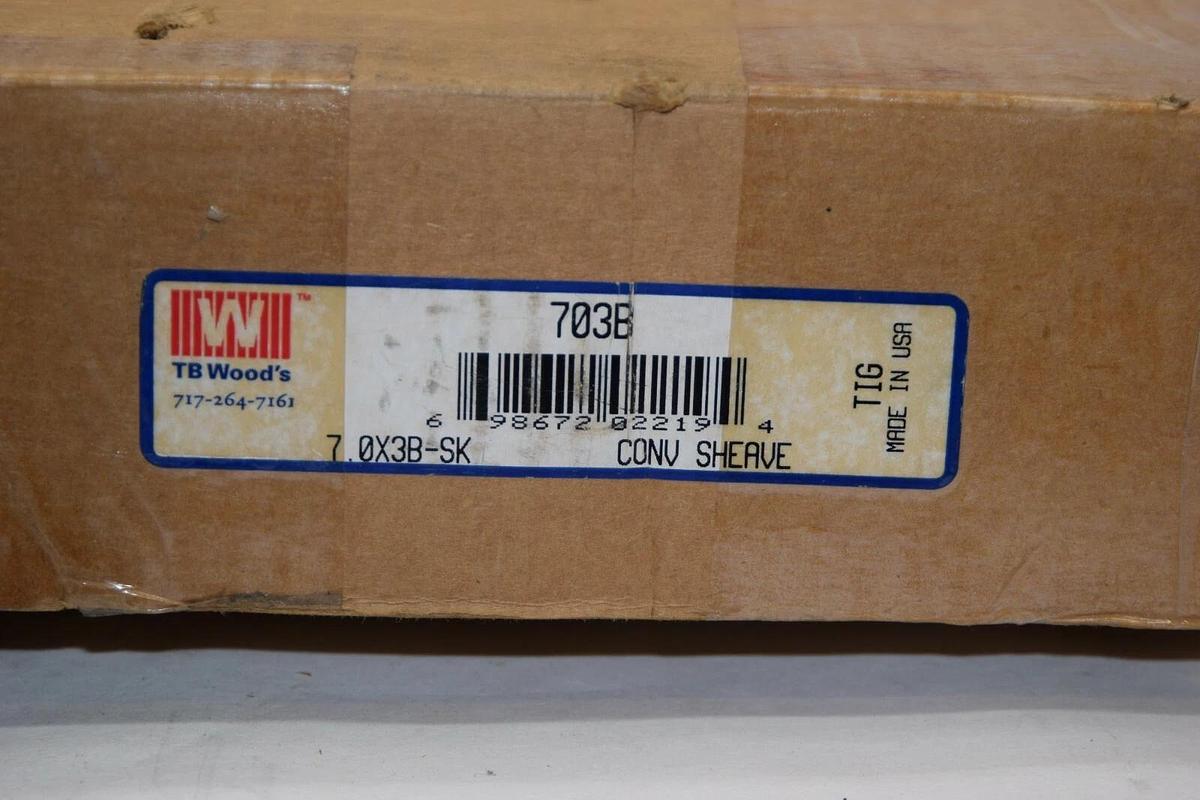 W™
TB Wood's
717-264-7161
703B
6 98672 02219 4
7.0X3B-SK CONV SHEAVE
TIG
MADE IN USA